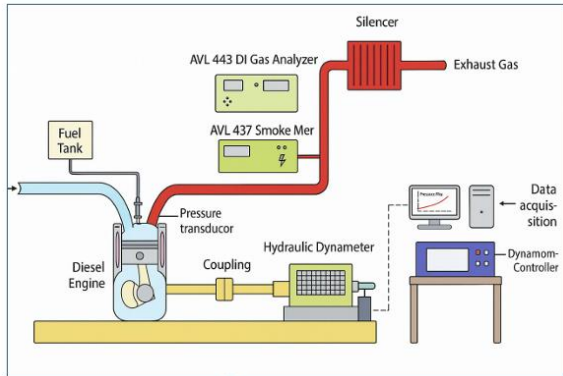 Silencer
AVL 443 DI Gas Analyzer
Exhaust Gas
AVL 437 Smoke Mer
Fuel
Tank
Pressure
transducor
Data
acquis-
sition
Hydraulic Dynameter
Coupling
Diesel
Engine
Dynamom-
Controller